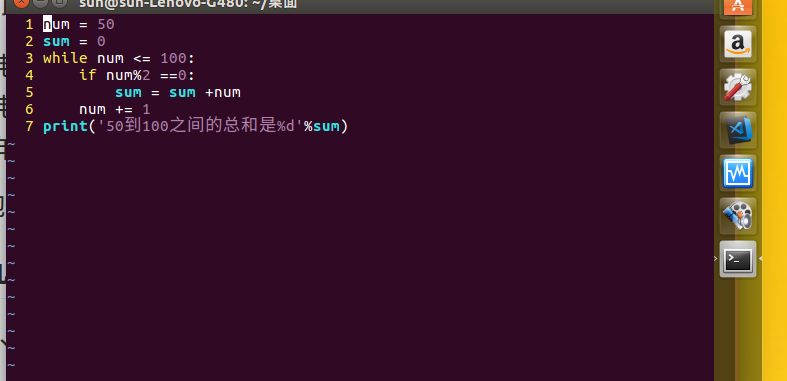 sun@sun-Lenovo-G480: ~/桌面
1 num = 50
2 sum = 0
3 while num <= 100:
4     if num%2 ==0:
5         sum = sum +num
6     num += 1
7 print('50到100之间的总和是%d'%sum)
~
~
~
~
~
~
~
~
~
~
~
~
~
~